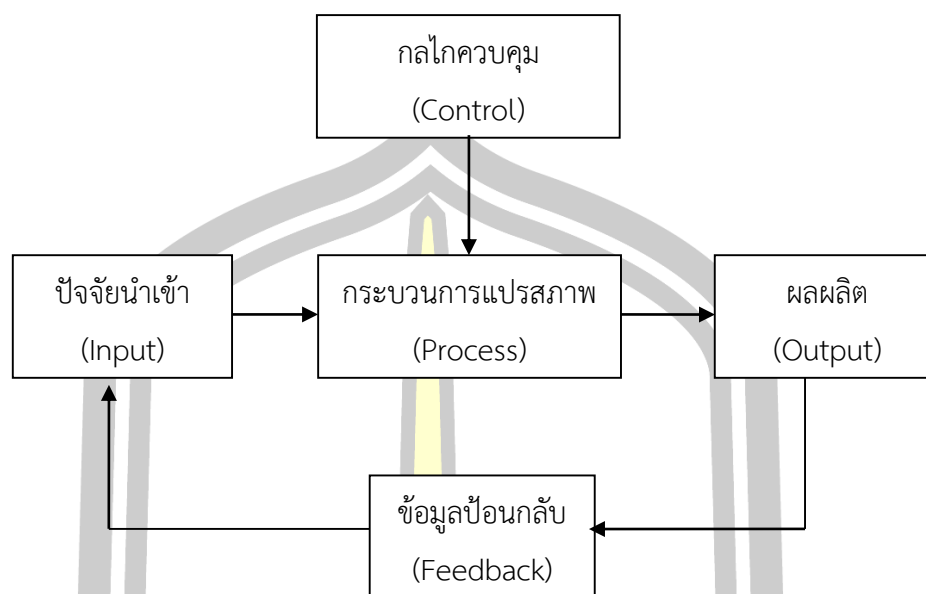 กลไกควบคุม
(Control)
ปัจจัยนำเข้า
(Input)
กระบวนการแปรสภาพ
(Process)
ผลผลิต
(Output)
ข้อมูลป้อนกลับ
(Feedback)